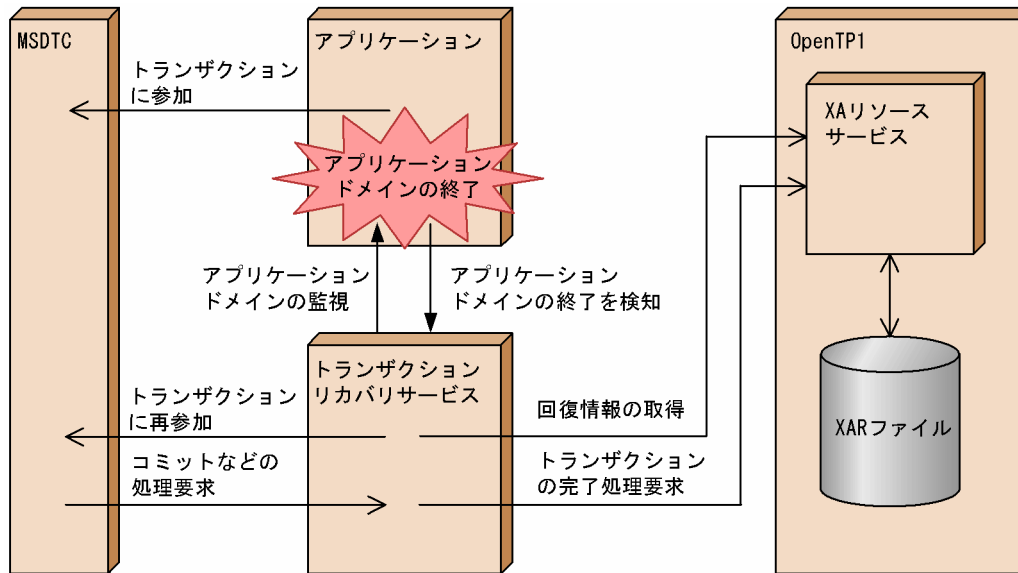 MSDTC
アプリケーション
OpenTP1
トランザクション
に参加
XAリソース
サービス
アプリケーション
ドメインの終了
アプリケーション
ドメインの監視
アプリケーション
ドメインの終了を検知
トランザクション
リカバリサービス
トランザクション
に再参加
回復情報の取得
XARファイル
コミットなどの
処理要求
トランザクション
の完了処理要求